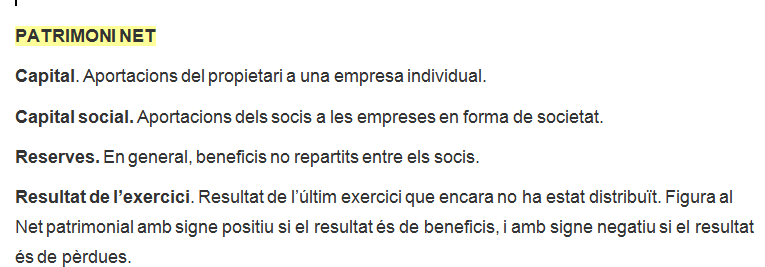 PATRIMONI NET
Capital. Aportacions del propietari a una empresa individual.
Capital social. Aportacions dels socis a les empreses en forma de societat.
Reserves. En general, beneficis no repartits entre els socis.
Resultat de l’exercici. Resultat de l’últim exercici que encara no ha estat distribuït. Figura al
Net patrimonial amb signe positiu si el resultat és de beneficis, i amb signe negatiu si el resultat
és de pèrdues.